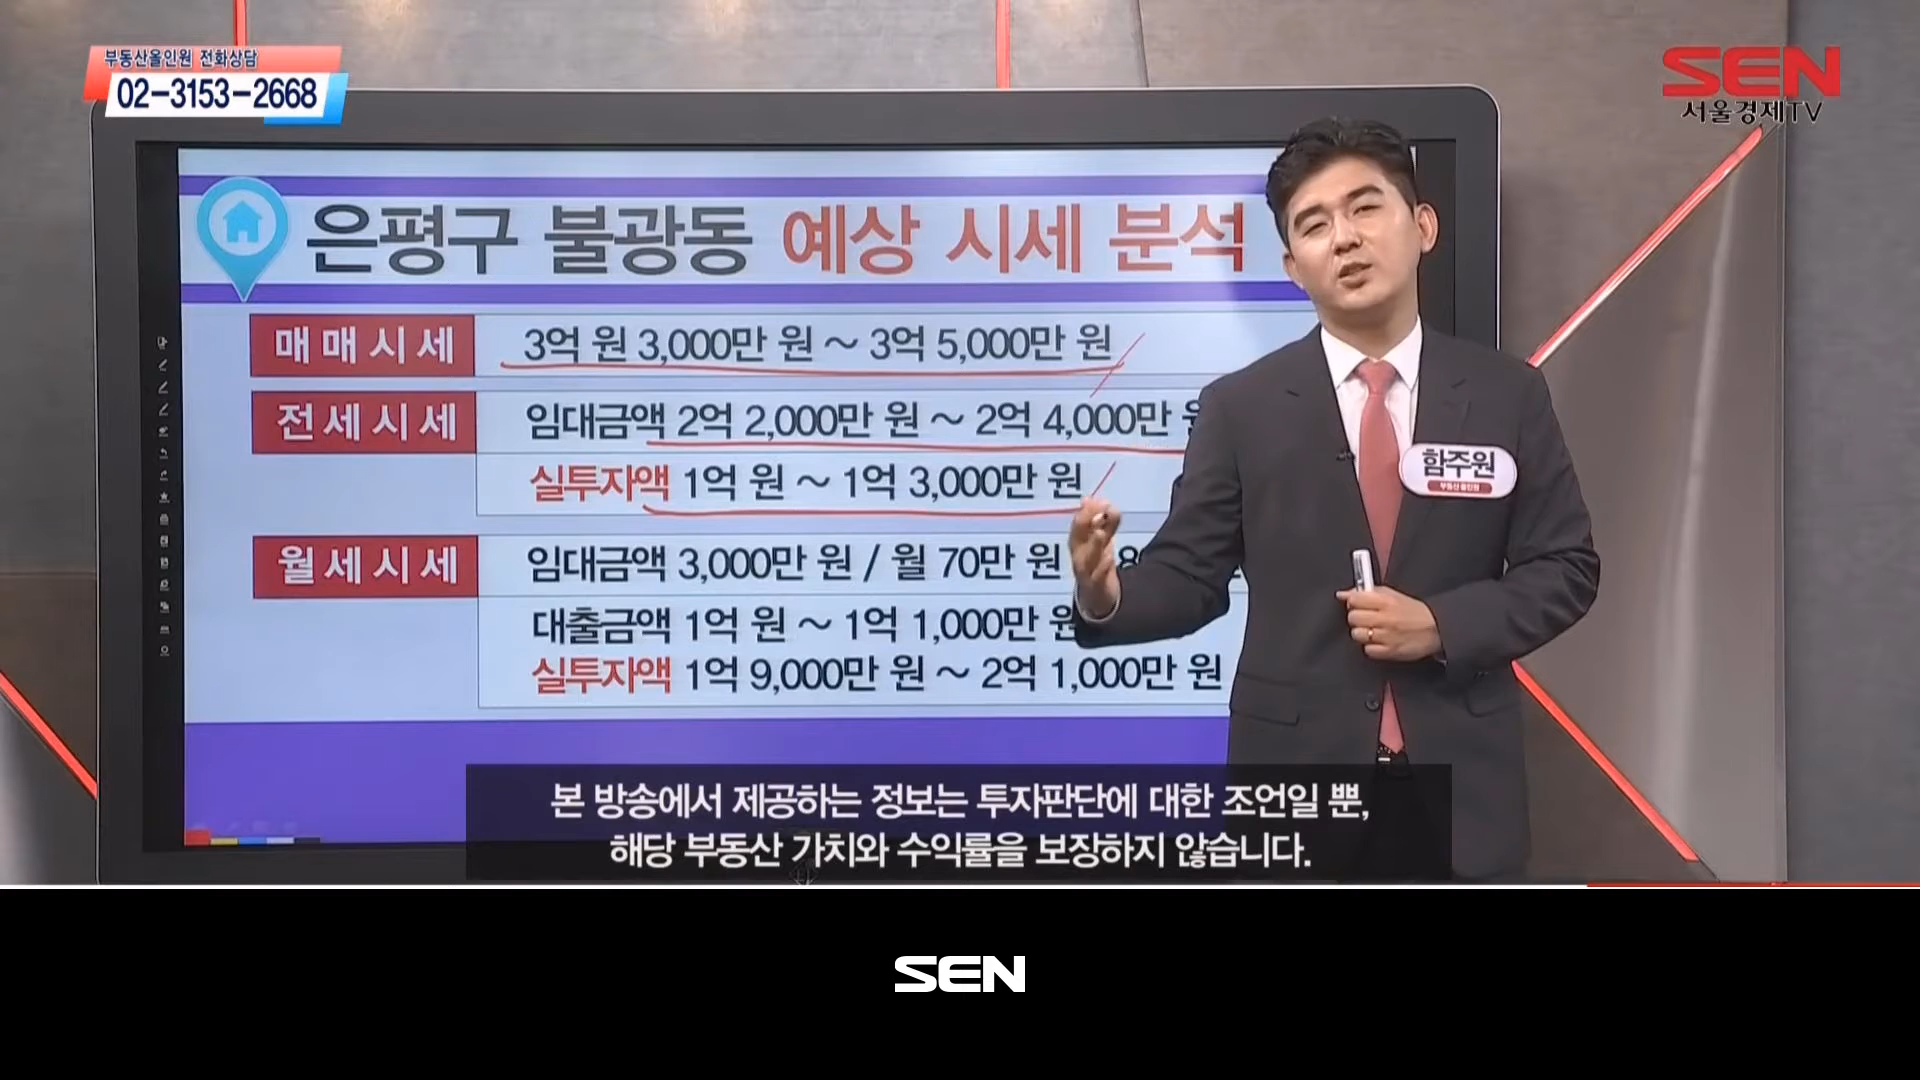 부동산올인원 전화상담
02-3153-2668
SEN
서울경제TV
은평구 불광동 예상 시세 분석
매매시세 3억 원 3,000만 원 ~ 3억 5,000만 원
전세시세 임대금액 2억 2,000만 원 ~ 2억 4,000만
실투자액 1억 원 ~ 1억 3,000만 원
함주원
부동산 올인원
월세시세 임대금액 3,000만 원 / 월 70만 원
대출금액 1억 원 ~ 1억 1,000만 원
실투자액 1억 9,000만 원 ~ 2억 1,000만 원
본 방송에서 제공하는 정보는 투자판단에 대한 조언일 뿐,
해당 부동산 가치와 수익률을 보장하지 않습니다.
SEN